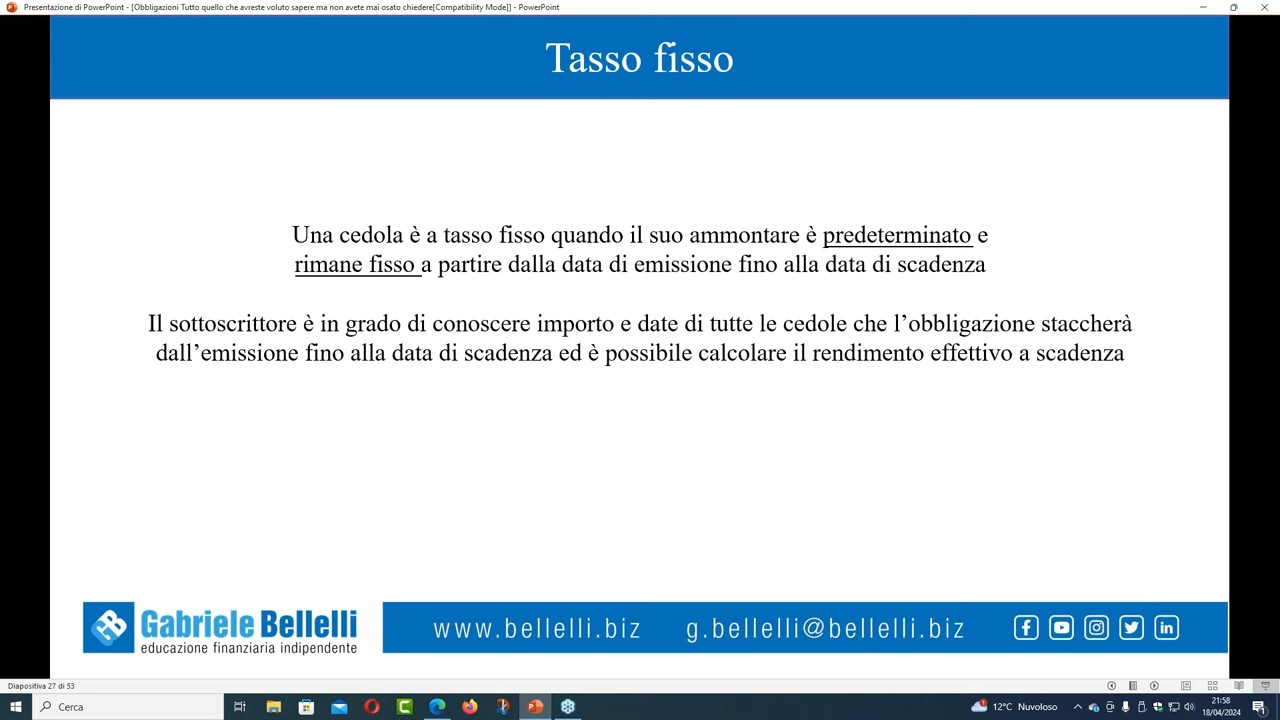 Presentazione di PowerPoint - [Obbligazioni Tutto quello che avreste voluto sapere ma non avete mai osato chiedere[Compatibility Mode]] - PowerPoint
Tasso fisso
Una cedola è a tasso fisso quando il suo ammontare è predeterminato e
rimane fisso a partire dalla data di emissione fino alla data di scadenza
Il sottoscrittore è in grado di conoscere importo e date di tutte le cedole che l’obbligazione staccherà
dall’emissione fino alla data di scadenza ed è possibile calcolare il rendimento effettivo a scadenza
Gabriele Bellelli
educazione finanziaria indipendente
www.bellelli.biz g.bellelli@bellelli.biz
Diapositiva 27 di 53
Cerca
12°C Nuvoloso
21:58
18/04/2024